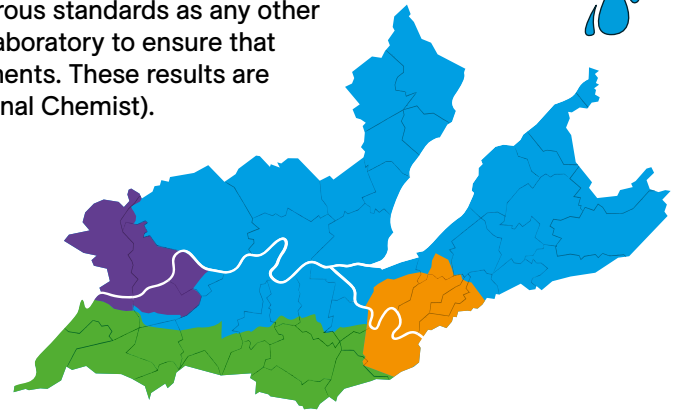 rous standards as any other
aboratory to ensure that
nents. These results are
nal Chemist).